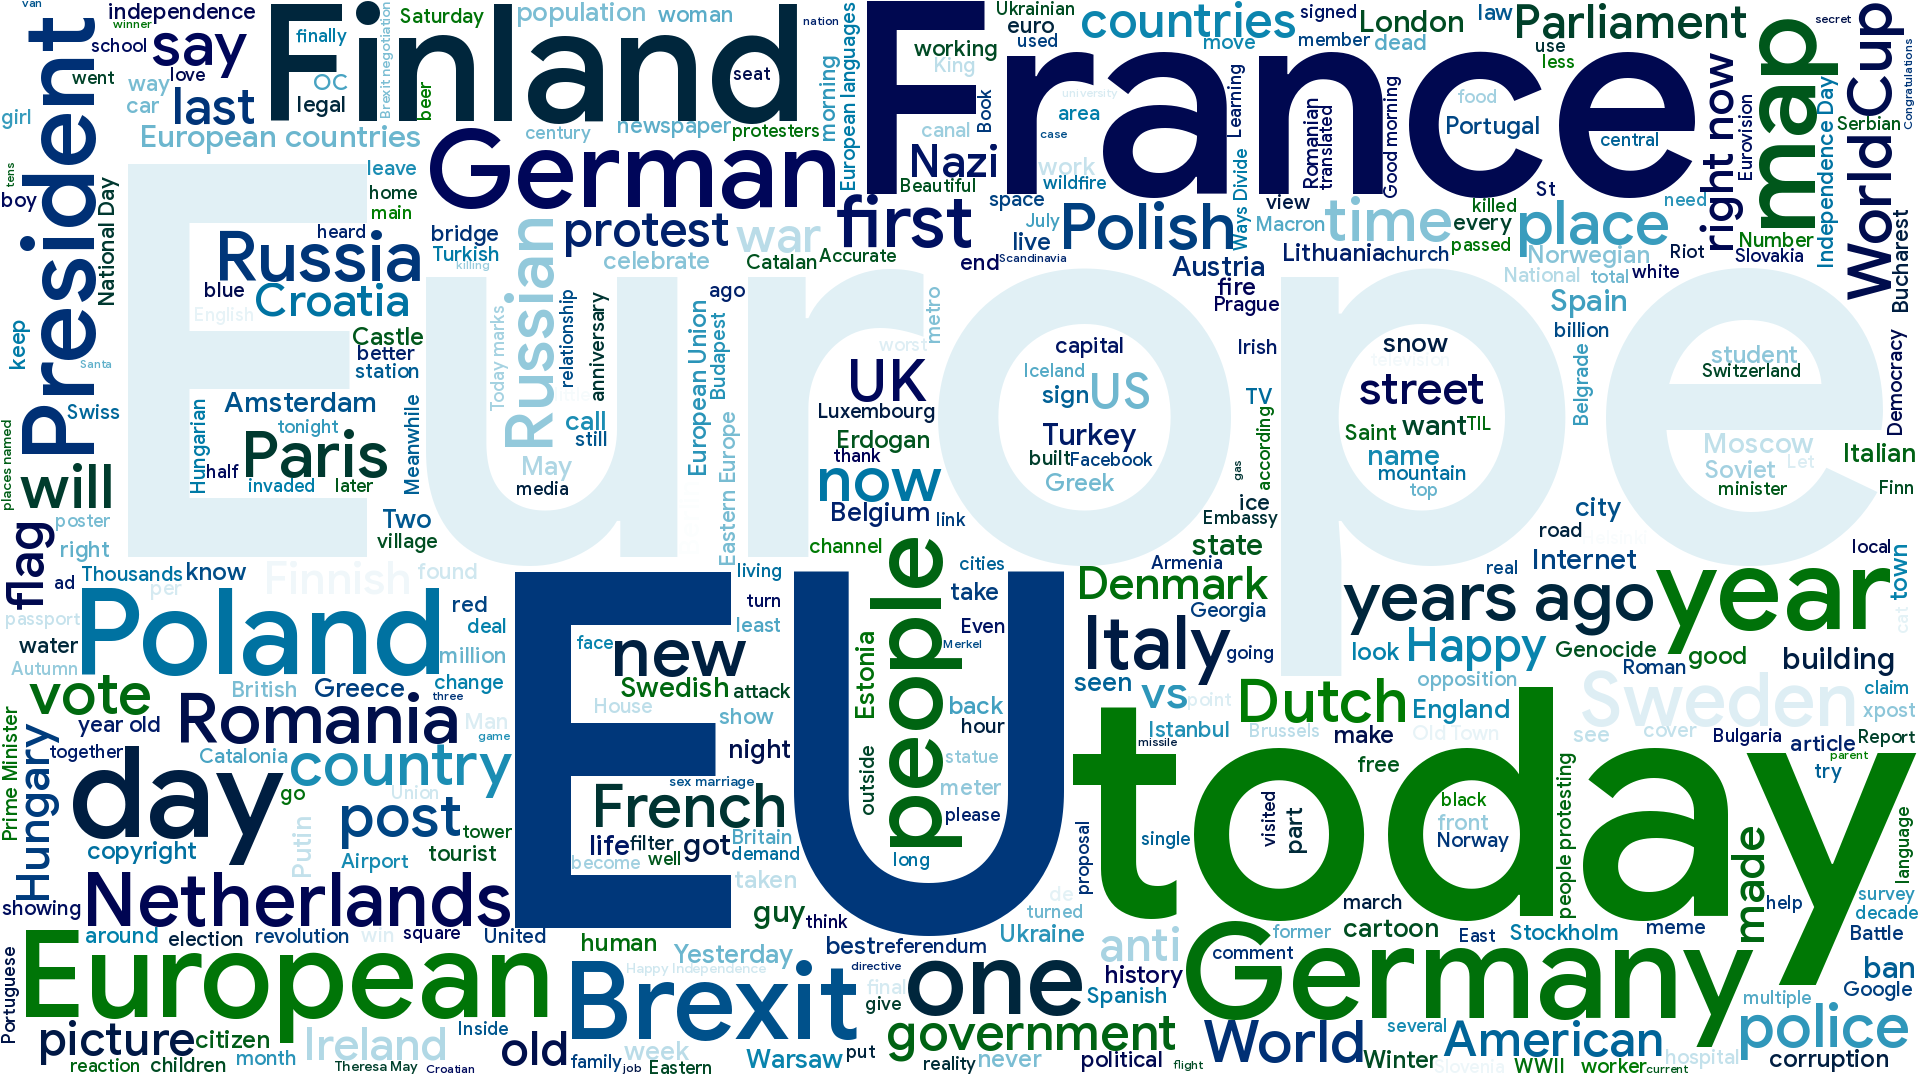 van
winner
independence
Saturday
population
woman
nation
Ukrainian
euro
countries
signed
London
law
Parliament
secret
President
school
say
Finland
finally
Brexit negotiation
France
working
used
move
member
dead
use
less
map
WorldCup
Congratulations
went
way
love
OC
seat
King
car
last
legal
beer
morning
European languages
university
Learning
Good morning
food
right now
Independence Day
girl
European countries
century
newspaper
protesters
canal
Book
area
case
Romanian
translated
Portugal
central
Eurovision
Serbian
tens
boy
National Day
leave
home
main
German
Nazi
Beautiful
work
wildfire
space
Ways Divide
view
St
killed
need
Russia
heard
bridge
Turkish
killing
Russian
protest
celebrate
war
Catalan
Accurate
first
July
live
end
Scandinavia
Polish
Macron
time
every
passed
place
Norwegian
Number
Riot
Slovakia
Austria
Lithuania
church
National
total
white
Bucharest
blue
Croatia
English
ago
fire
Prague
Spain
billion
keep
Santa
Castle
better
station
Today marks
relationship
anniversary
European Union
Budapest
metro
Europe
worst
capital
Irish
snow
television
Belgrade
student
Switzerland
Democracy
Swiss
Amsterdam
tonight
Hungarian
Meanwhile
call
still
UK
Luxembourg
Iceland
sign
US
TV
street
places named
Paris
half
invaded
later
May
media
Eastern Europe
Erdogan
thank
Turkey
built
Facebook
Greek
gas
according
Saint
want
TIL
name
mountain
top
Moscow
Soviet
Let
minister
Italian
Finn
will
poster
flag
right
Two
village
now
Belgium
link
channel
ice
Embassy
state
city
road
Internet
local
town
ad
Thousands
know
per
Finnish
found
living
people
cities
take
Armenia
Denmark
Georgia
real
years ago
year
cat
passport
water
Autumn
Poland
red
deal
million
turn
least
Even
Merkel
Italy
going
look
Happy
Genocide
Roman
good
building
vote
British
Greece
change
three
face
new
Swedish
attack
Estonia
EU
seen
vs
point
opposition
Sweden
claim
xpost
year old
Romania
Man
game
House
show
back
hour
Istanbul
Dutch
England
Brussels
make
Old Town
see
cover
Bulgaria
article
Report
Prime Minister
Hungary
together
Catalonia
country
night
outside
statue
missile
today
free
parent
try
day
go
Union
sex marriage
meter
people protesting
copyright
Putin
post
tower
tourist
Airport
French
life
filter
got
become
well
Britain
demand
please
long
proposal
single
visited
part
black
front
Norway
made
language
showing
Netherlands
taken
guy
think
de
turned
march
help
survey
decade
around
election
revolution
win
square
United
human
Yesterday
best
referendum
Ukraine
anti
comment
former
cartoon
East
Stockholm
meme
Battle
Portuguese
European
Happy Independence
directive
history
Germany
ban
Google
Brexit
final
give
one
Spanish
multiple
picture
citizen
Ireland
Inside
old
government
World
several
American
police
reaction
children
month
Theresa May
Croatian
family
job
week
Eastern
Warsaw
put
reality
never
political
flight
Winter
Slovenia
WWII
worker
current
hospital
corruption